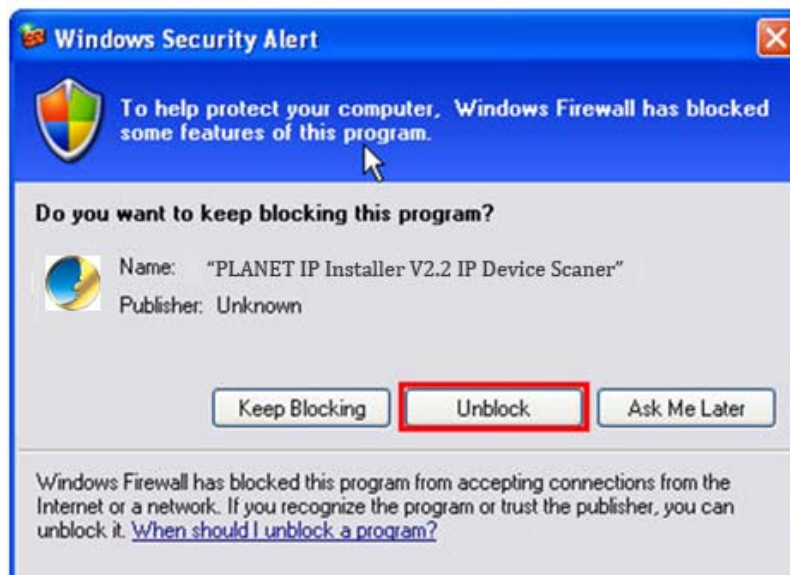 Windows Security Alert
To help protect your computer, Windows Firewall has blocked
some features of this program.
Do you want to keep blocking this program?
Name: “PLANET IP Installer V2.2 IP Device Scaner”
Publisher: Unknown
Keep Blocking Unblock Ask Me Later
Windows Firewall has blocked this program from accepting connections from the
Internet or a network. If you recognize the program or trust the publisher, you can
unblock it. When should I unblock a program?